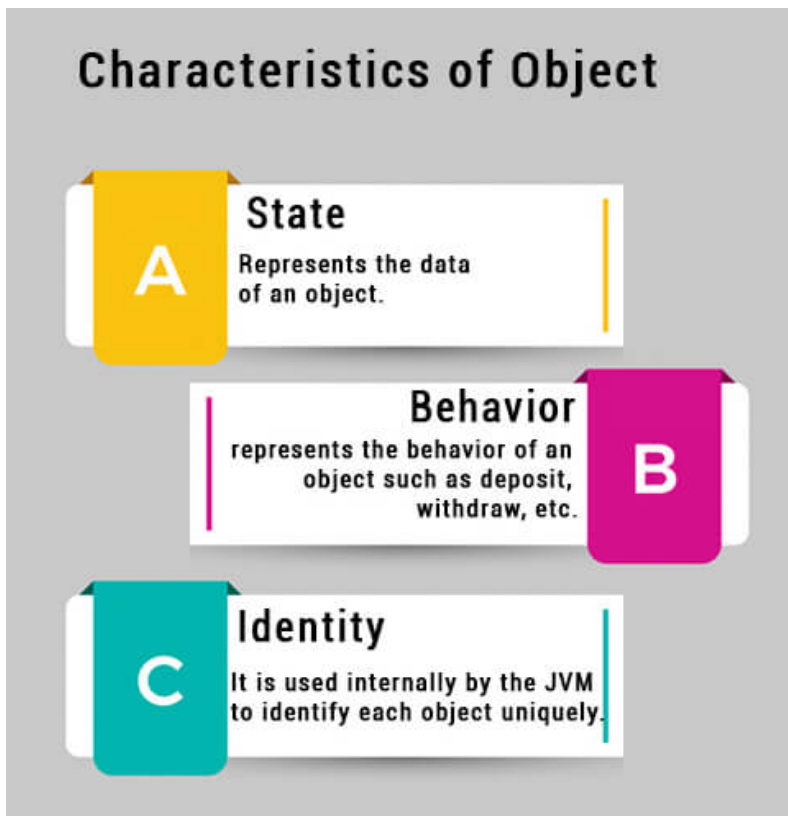 Characteristics of Object
A
State
Represents the data
of an object.
Behavior
represents the behavior of an
object such as deposit,
withdraw, etc.
B
C
Identity
It is used internally by the JVM
to identify each object uniquely.